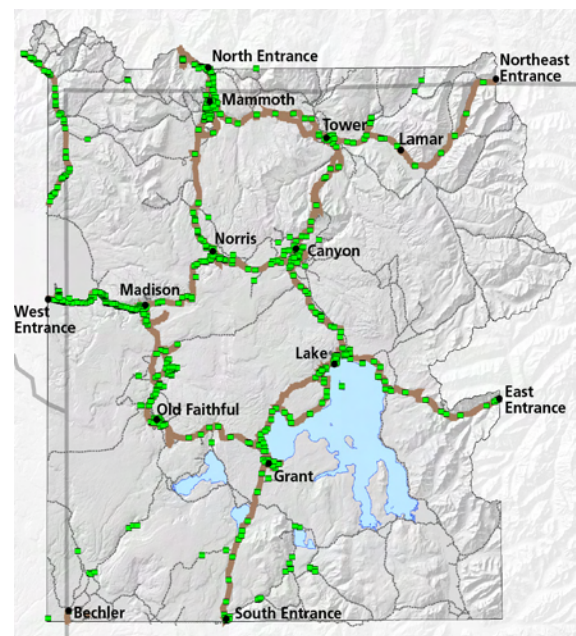 North Entrance
Northeast
Entrance
Mammoth
Tower
Lamar
Norris
Canyon
Madison
West
Entrance
Lake
East
Entrance
Old Faithful
Grant
Bechler
South Entrance